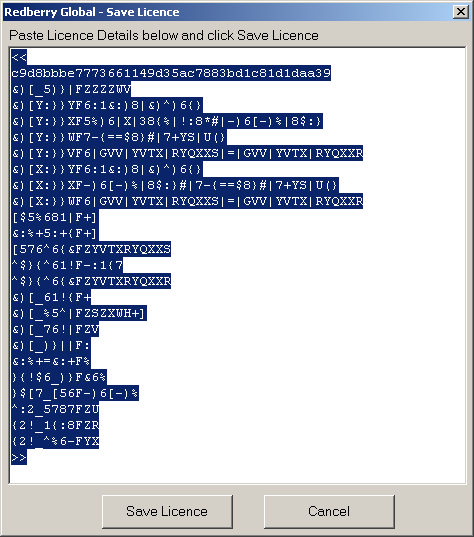 Redberry Global - Save Licence
Paste Licence Details below and click Save Licence
<<
c9d8bbbe7773661149d35ac7883bd1c81d1daa39
&)[_5)}|FZZZZWV
&)[Y:}}YF6:1&:)8|&)^)6{}
&)[Y:}}XF5%)6|X|38{%|!:8*#|-)6[-)%|8$:}
&)[Y:}}WF7-{==$8}#|7+YS|U()
&)[Y:}}VF6|GVV|YVTX|RYQXXS|=|GVV|YVTX|RYQXXR
&)[X:}}YF6:1&:)8|&)^)6{}
&)[X:}}XF-)6[-)%|8$:)#|7-{==$8)#|7+YS|U()
&)[X:}}WF6|GVV|YVTX|RYQXXS|=|GVV|YVTX|RYQXXR
[$5%681|F+]
&:%+5:+{F+]
[576^6{&FZYVTXRYQXXS
^$}{^61!F-:1{7
^$}{^6{&FZYVTXRYQXXR
&)[_61!{F+
&)[_%5^|FZSZXWH+]
&)[_76!|FZV
&)[_)}||F:
&:%+=&:+F%
}{!$6_)}F&6%
}$[7_[56F-)6[-)%
^:2_5787FZU
{2!_1{:8FZR
{2!_^%6-FYX
>>
Save Licence
Cancel